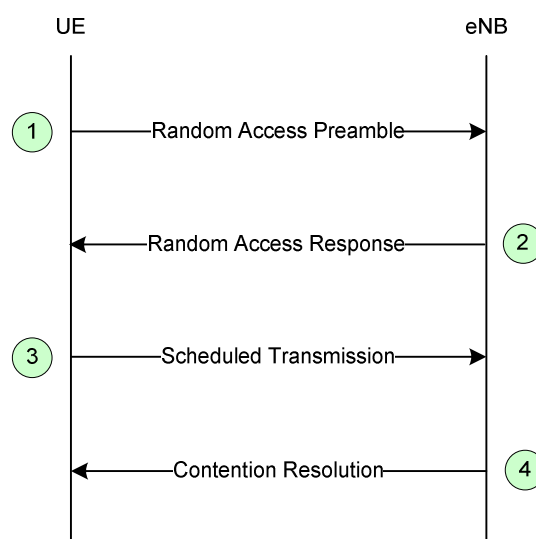 UE
eNB
1
Random Access Preamble
Random Access Response
2
3
Scheduled Transmission
Contention Resolution
4